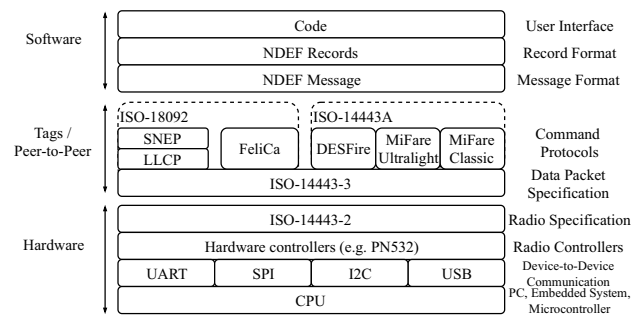 Software
Code
User Interface
NDEF Records
Record Format
NDEF Message
Message Format
Tags /
Peer-to-Peer
ISO-18092
ISO-14443A
SNEP
LLCP
FeliCa
DESFire
MiFare
Ultralight
MiFare
Classic
Command
Protocols
ISO-14443-3
Data Packet
Specification
Hardware
ISO-14443-2
Radio Specification
Hardware controllers (e.g. PN532)
Radio Controllers
UART
SPI
I2C
USB
Device-to-Device
Communication
CPU
PC, Embedded System,
Microcontroller